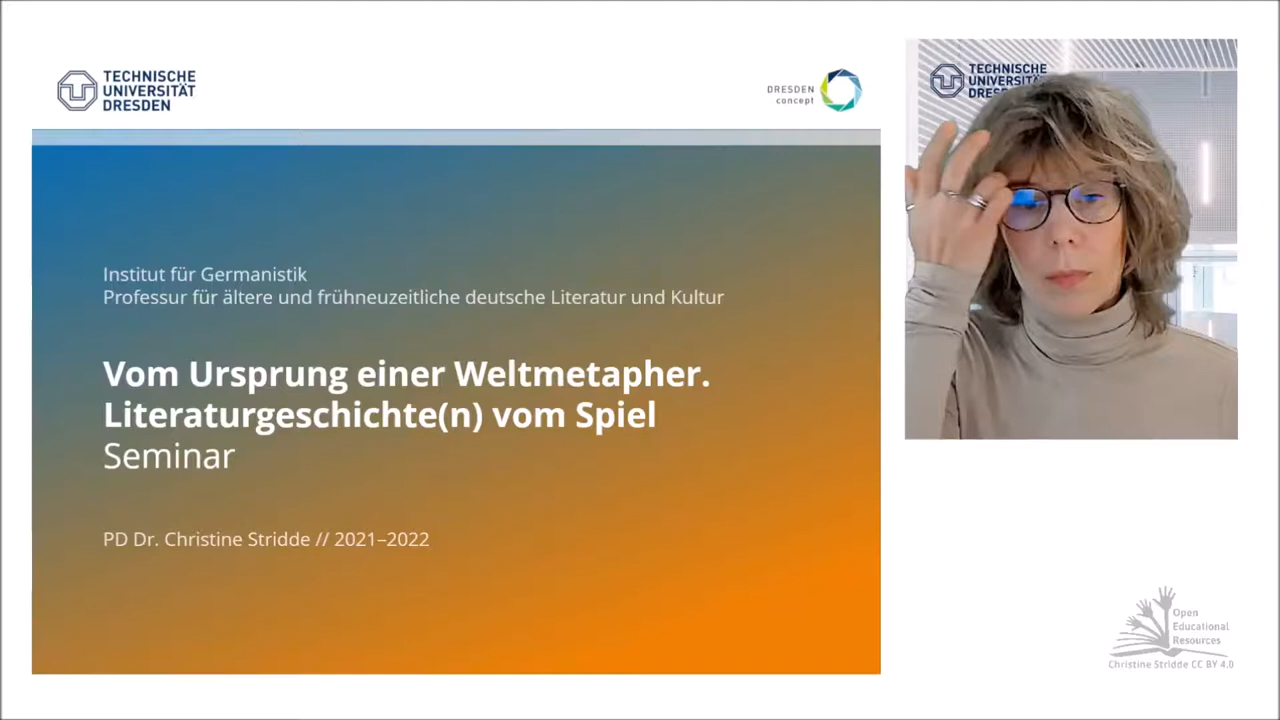 TECHNISCHE
UNIVERSITÄT
DRESDEN
DRESDEN
concept
Institut für Germanistik
Professur für ältere und frühneuzeitliche deutsche Literatur und Kultur
Vom Ursprung einer Weltmetapher.
Literaturgeschichte(n) vom Spiel
Seminar
PD Dr. Christine Stridde // 2021–2022
TECHNISCHE
UNIVERSITÄT
DRES
Open
Educational
Resources
Christine Stridde CC BY 4.0